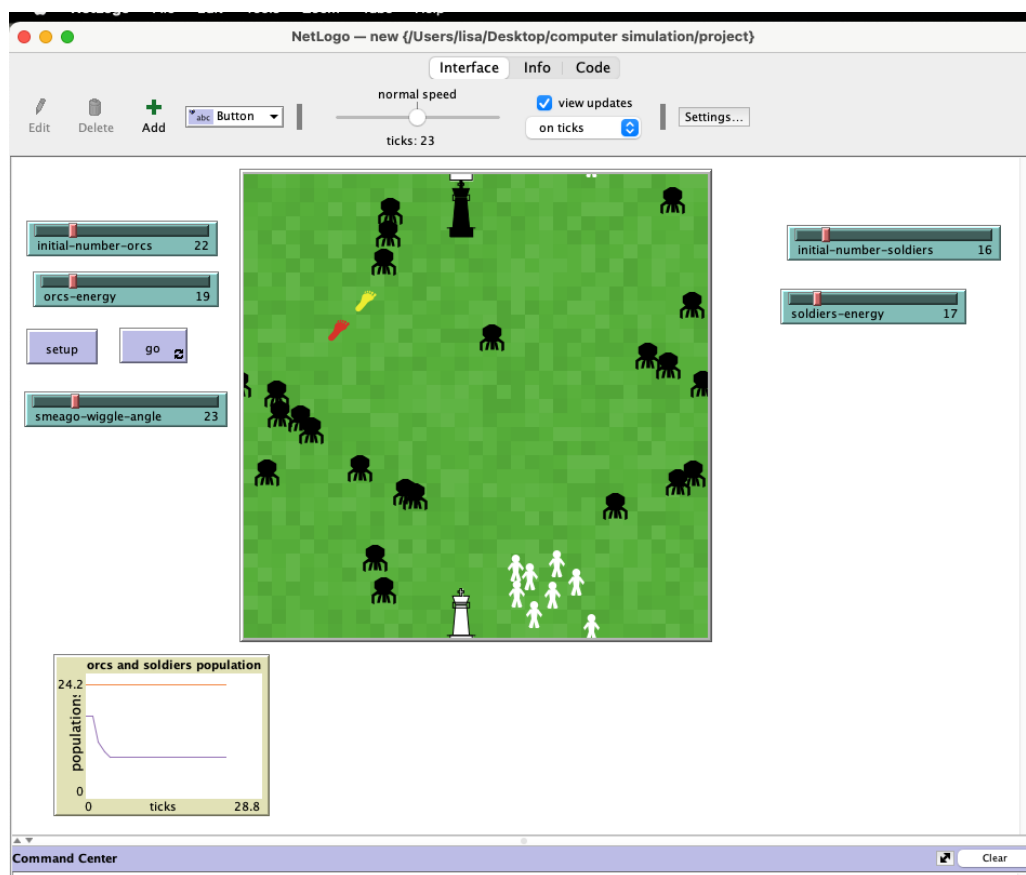 NetLogo — new {/Users/lisa/Desktop/computer simulation/project}
Interface Info Code
normal speed
view updates
Edit Delete Add abc Button on ticks Settings...
ticks: 23
initial-number-orcs 22
orcs-energy 19
setup go
smeago-wiggle-angle 23
initial-number-soldiers 16
soldiers-energy 17
orcs and soldiers population
24.2
populations
0
0 ticks 28.8
Command Center Clear